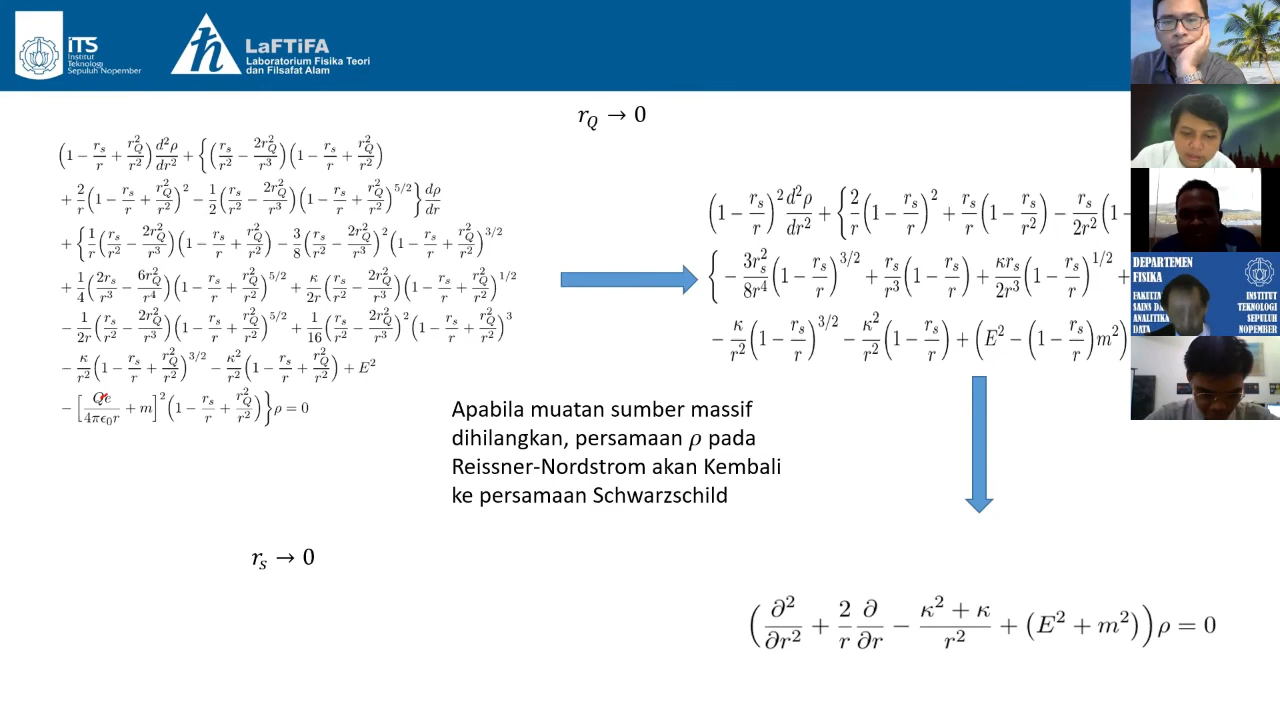 iTS
Institut
Teknologi
Sepuluh Nopember
ℏ
LaFTiFA
Laboratorium Fisika Teori
dan Filsafat Alam
r_Q → 0
(1 − r_s/r + r_Q²/r²) d²ρ/dr² + {(r_s/r² − 2r_Q²/r³)(1 − r_s/r + r_Q²/r²)
+ 2/r (1 − r_s/r + r_Q²/r²)² − 1/2 (r_s/r² − 2r_Q²/r³)(1 − r_s/r + r_Q²/r²)^{5/2}} dρ/dr
+ {1/r (r_s/r² − 2r_Q²/r³)(1 − r_s/r + r_Q²/r²) − 3/8 (r_s/r² − 2r_Q²/r³)² (1 − r_s/r + r_Q²/r²)^{3/2}
+ 1/4 (2r_s/r³ − 6r_Q²/r⁴)(1 − r_s/r + r_Q²/r²)^{5/2} + κ/2r (r_s/r² − 2r_Q²/r³)(1 − r_s/r + r_Q²/r²)^{1/2}
− 1/2r (r_s/r² − 2r_Q²/r³)(1 − r_s/r + r_Q²/r²)^{5/2} + 1/16 (r_s/r² − 2r_Q²/r³)² (1 − r_s/r + r_Q²/r²)³
− κ/r² (1 − r_s/r + r_Q²/r²)^{3/2} − κ²/r² (1 − r_s/r + r_Q²/r²) + E²
− [Qe/4πϵ₀r + m]² (1 − r_s/r + r_Q²/r²)}ρ = 0
(1 − r_s/r)² d²ρ/dr² + {2/r (1 − r_s/r)² + r_s/r (1 − r_s/r²) − r_s/2r² (1 −
{− 3r_s²/8r⁴ (1 − r_s/r)^{3/2} + r_s/r³ (1 − r_s/r) + κr_s/2r³ (1 − r_s/r)^{1/2} +
− κ/r² (1 − r_s/r)^{3/2} − κ²/r² (1 − r_s/r) + (E² − (1 − r_s/r)m²)
Apabila muatan sumber massif
dihilangkan, persamaan ρ pada
Reissner-Nordstrom akan Kembali
ke persamaan Schwarzschild
r_s → 0
(∂²/∂r² + 2/r ∂/∂r − κ² + κ/r² + (E² + m²))ρ = 0
DEPARTEMEN
FISIKA
INSTITUT
TEKNOLOGI
SEPULUH
NOPEMBER
SAINS
ANALITIKA
DATA